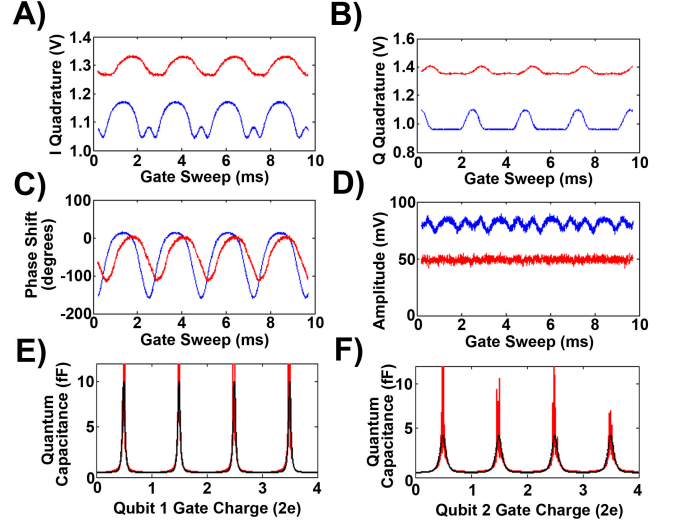 A)
1.4
1.3
1.2
1.1
1.0
I Quadrature (V)
0 2 4 6 8 10
Gate Sweep (ms)
B)
1.6
1.4
1.2
1.0
0.8
Q Quadrature (V)
0 2 4 6 8 10
Gate Sweep (ms)
C)
100
0
-100
-200
Phase Shift
(degrees)
0 2 4 6 8 10
Gate Sweep (ms)
D)
100
50
0
Amplitude (mV)
0 2 4 6 8 10
Gate Sweep (ms)
E)
10
5
0
Quantum
Capacitance (fF)
0 1 2 3 4
Qubit 1 Gate Charge (2e)
F)
10
5
0
Quantum
Capacitance (fF)
0 1 2 3 4
Qubit 2 Gate Charge (2e)